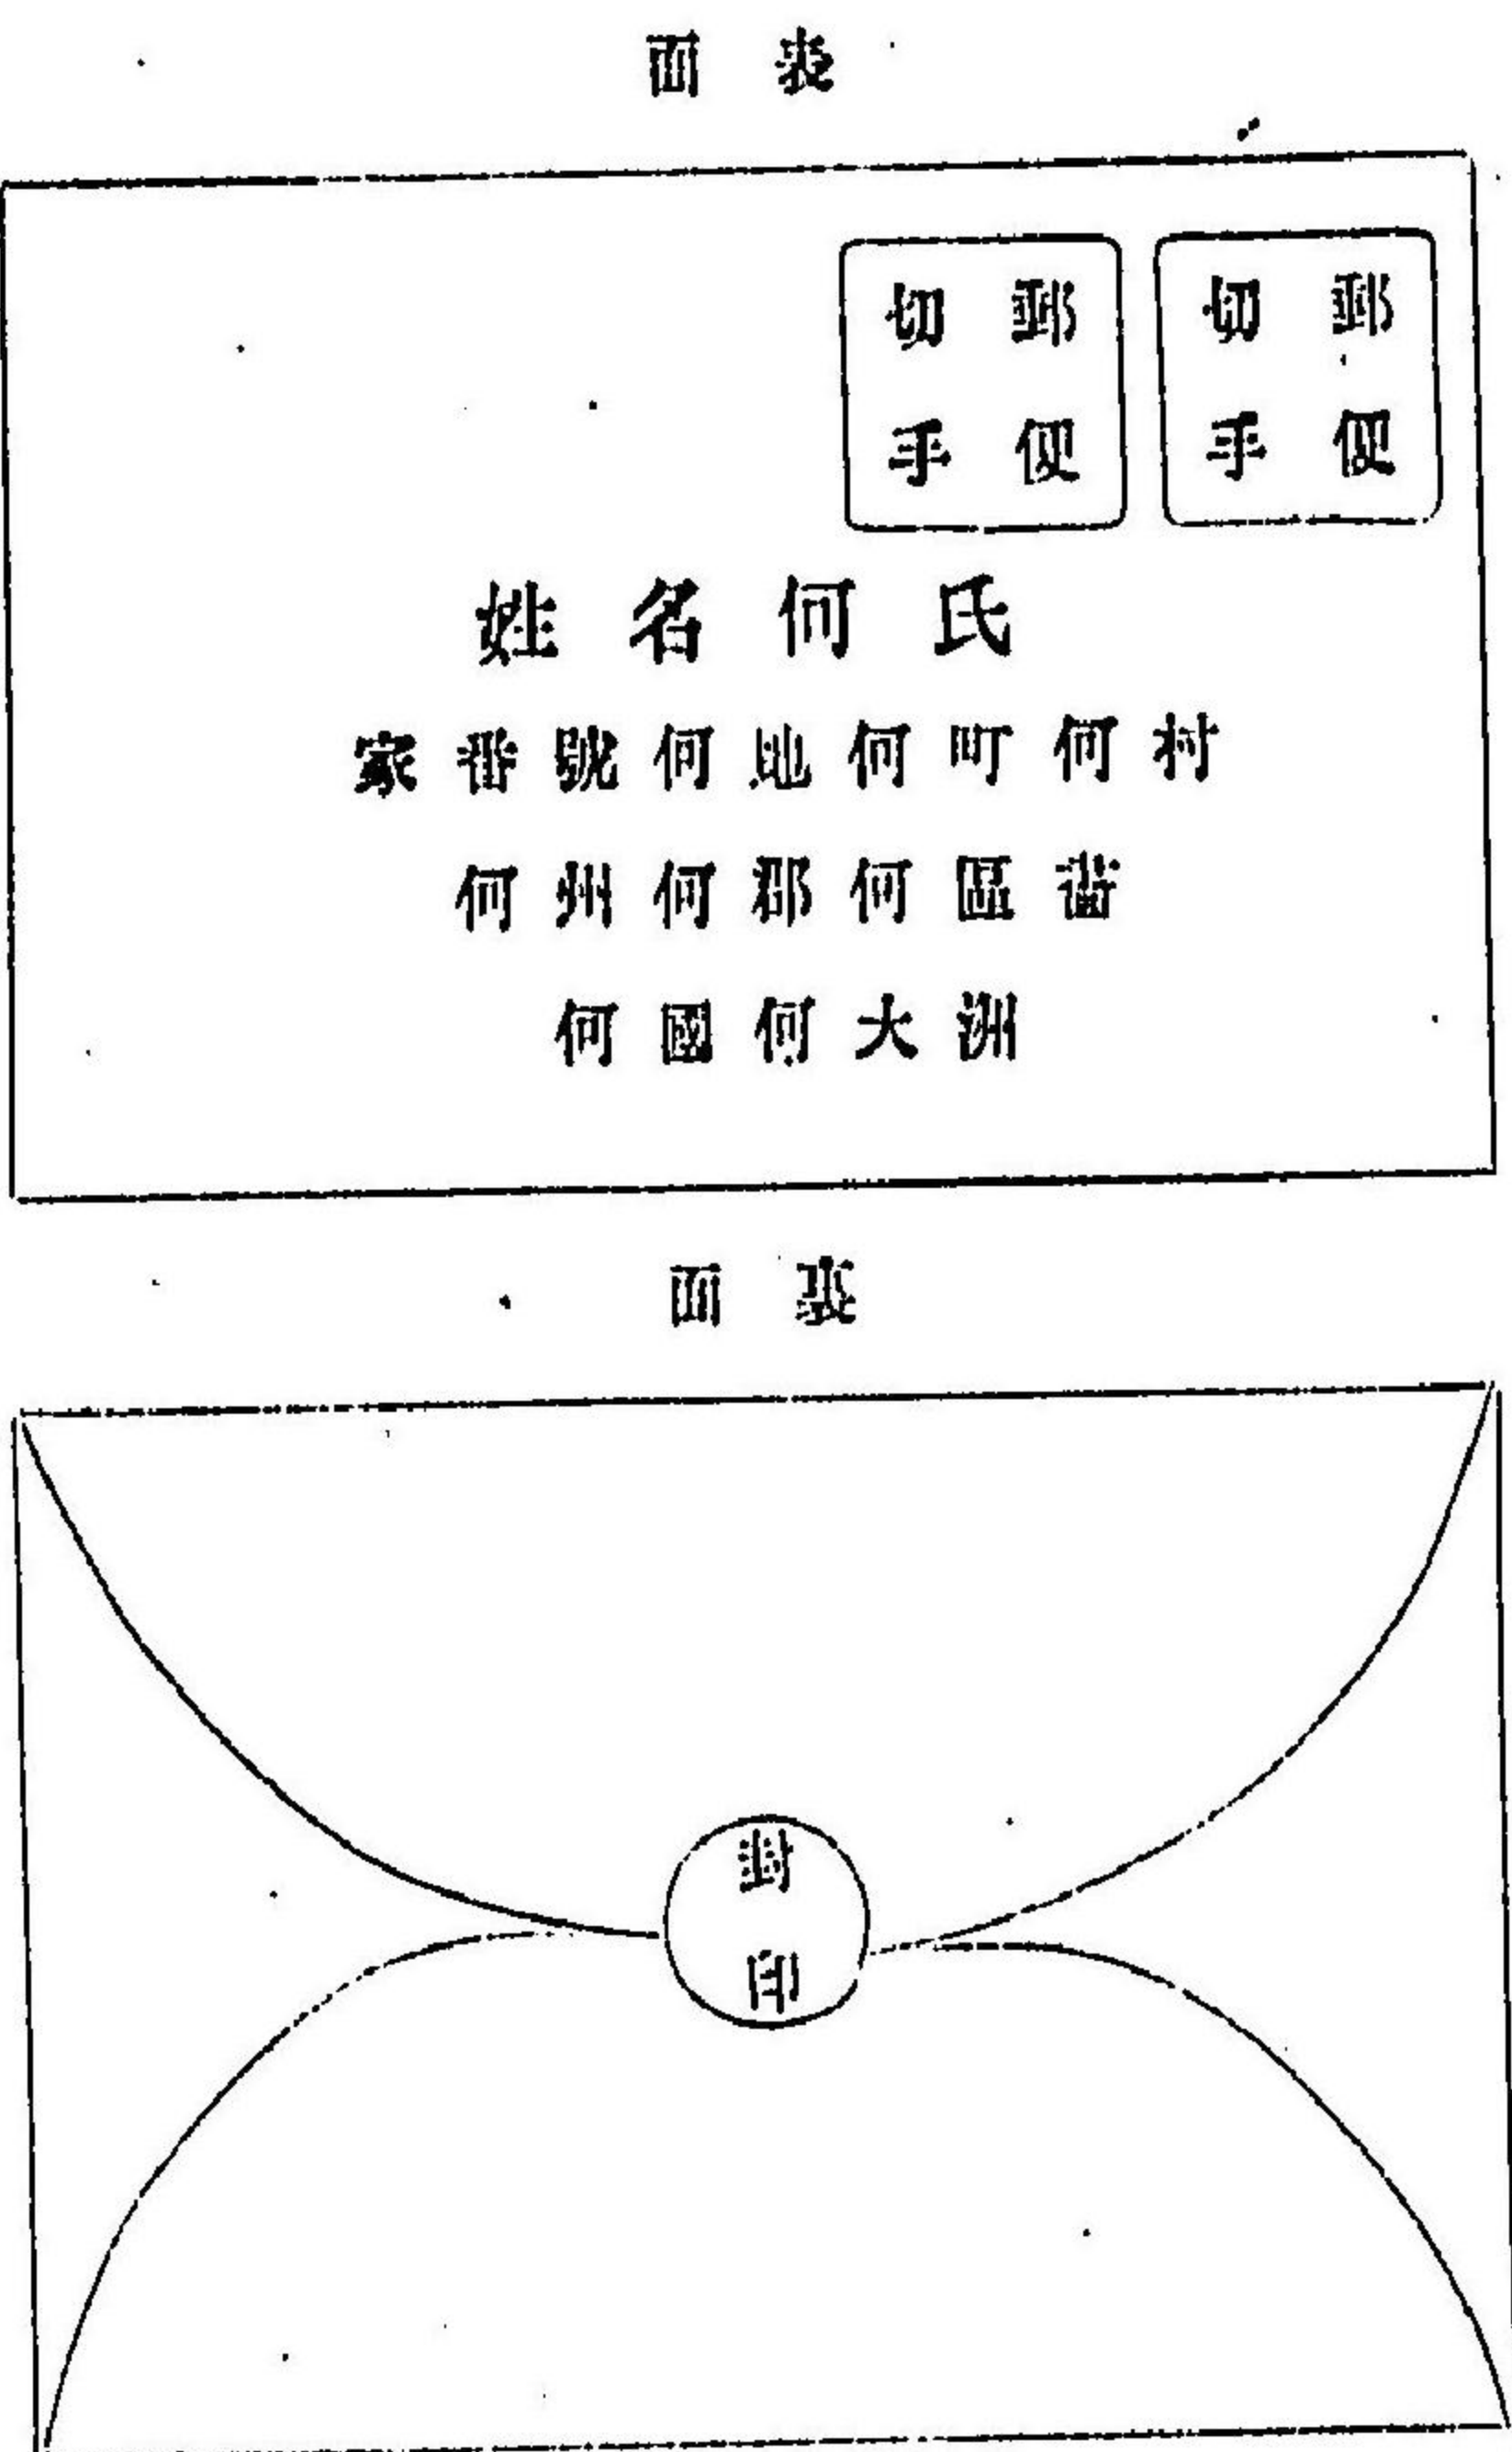 表面
郵便
切手
郵便
切手
姓名何氏
家番號何地何町何村
何州何郡何區
何國何大洲
裏面
封印